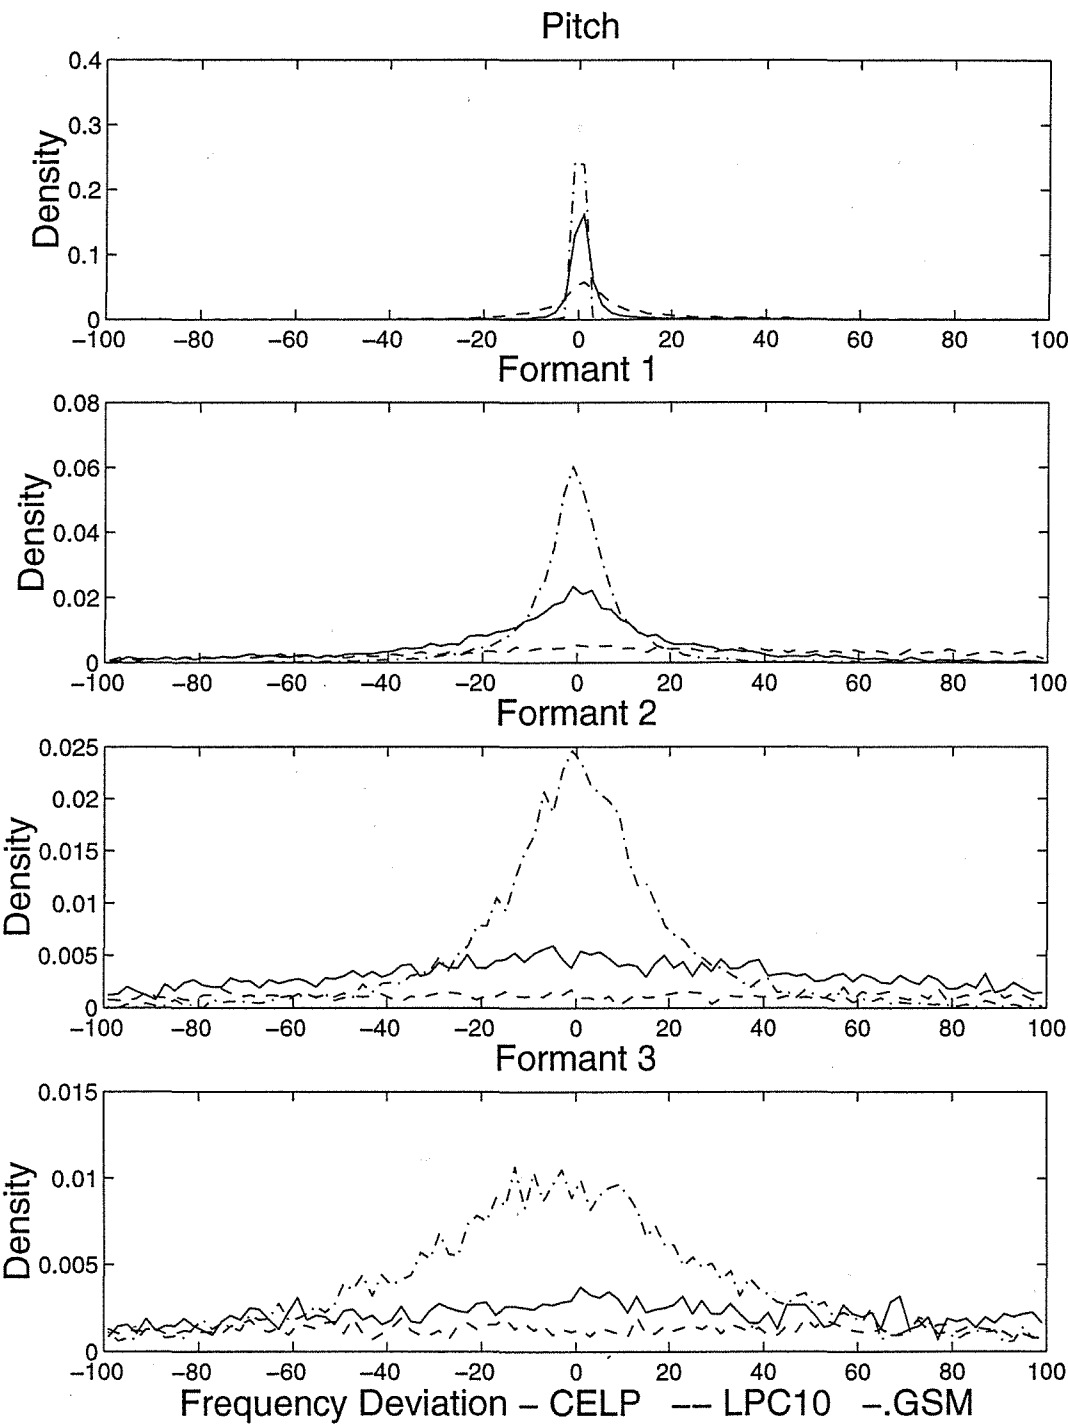 Pitch
Density
0.4
0.3
0.2
0.1
0
−100 −80 −60 −40 −20 0 20 40 60 80 100
Formant 1
Density
0.08
0.06
0.04
0.02
0
−100 −80 −60 −40 −20 0 20 40 60 80 100
Formant 2
Density
0.025
0.02
0.015
0.01
0.005
0
−100 −80 −60 −40 −20 0 20 40 60 80 100
Formant 3
Density
0.015
0.01
0.005
0
−100 −80 −60 −40 −20 0 20 40 60 80 100
Frequency Deviation − CELP −− LPC10 −.GSM